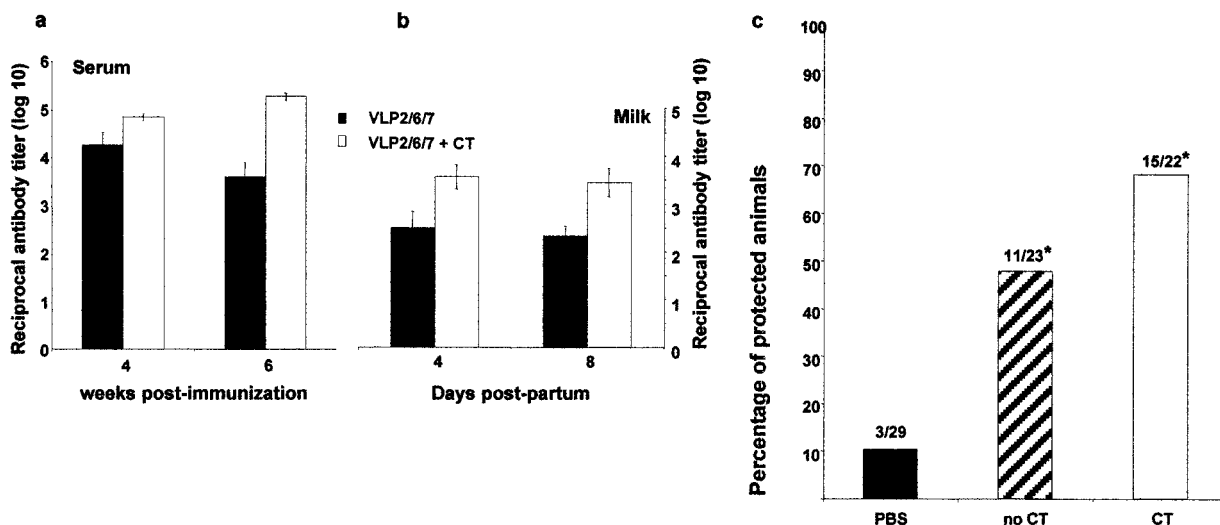 a
Serum
Reciprocal antibody titer (log 10)
6
5
4
3
2
1
0
4
6
weeks post-immunization
b
VLP2/6/7
VLP2/6/7 + CT
Milk
Reciprocal antibody titer (log 10)
5
4
3
2
1
0
4
8
Days post-partum
c
Percentage of protected animals
100
90
80
70
60
50
40
30
20
10
3/29
11/23*
15/22*
PBS
no CT
CT